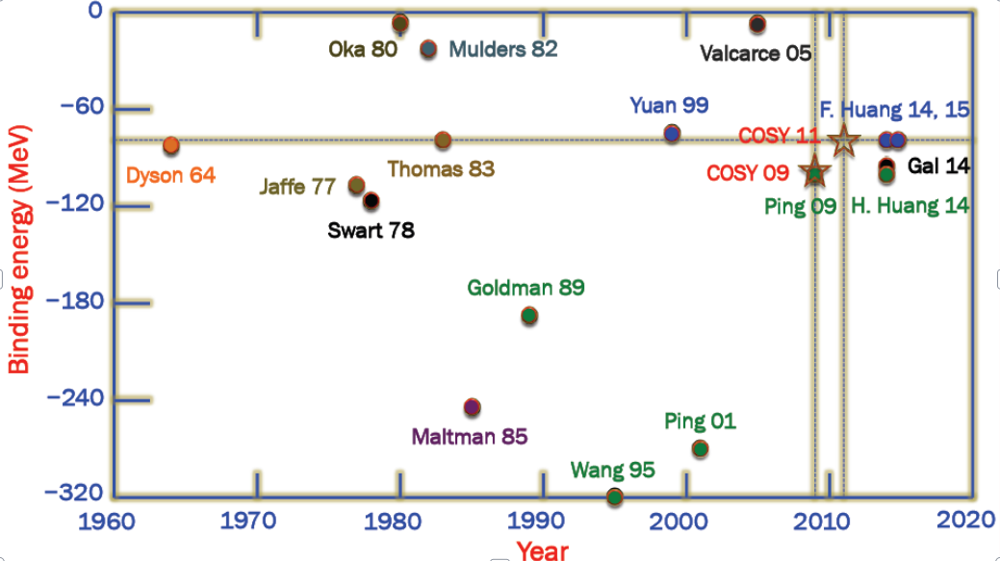 0
Oka 80
Mulders 82
Valcarce 05
−60
Yuan 99
F. Huang 14, 15
COSY 11
Dyson 64
Thomas 83
Jaffe 77
COSY 09
Gal 14
−120
Ping 09
H. Huang 14
Swart 78
−180
Goldman 89
−240
Maltman 85
Ping 01
Wang 95
−320
1960
1970
1980
1990
2000
2010
2020
Year
Binding energy (MeV)